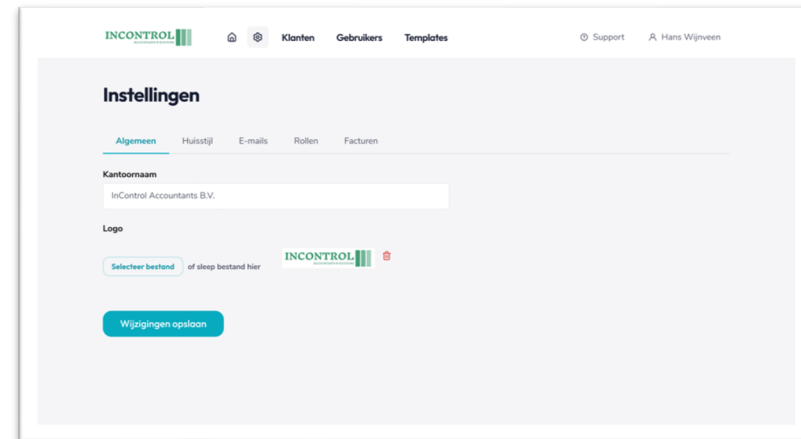 INCONTROL
Klanten Gebruikers Templates
Support Hans Wijnveen
Instellingen
Algemeen Huisstijl E-mails Rollen Facturen
Kantoornaam
InControl Accountants B.V.
Logo
INCONTROL
Selecteer bestand of sleep bestand hier
Wijzigingen opslaan